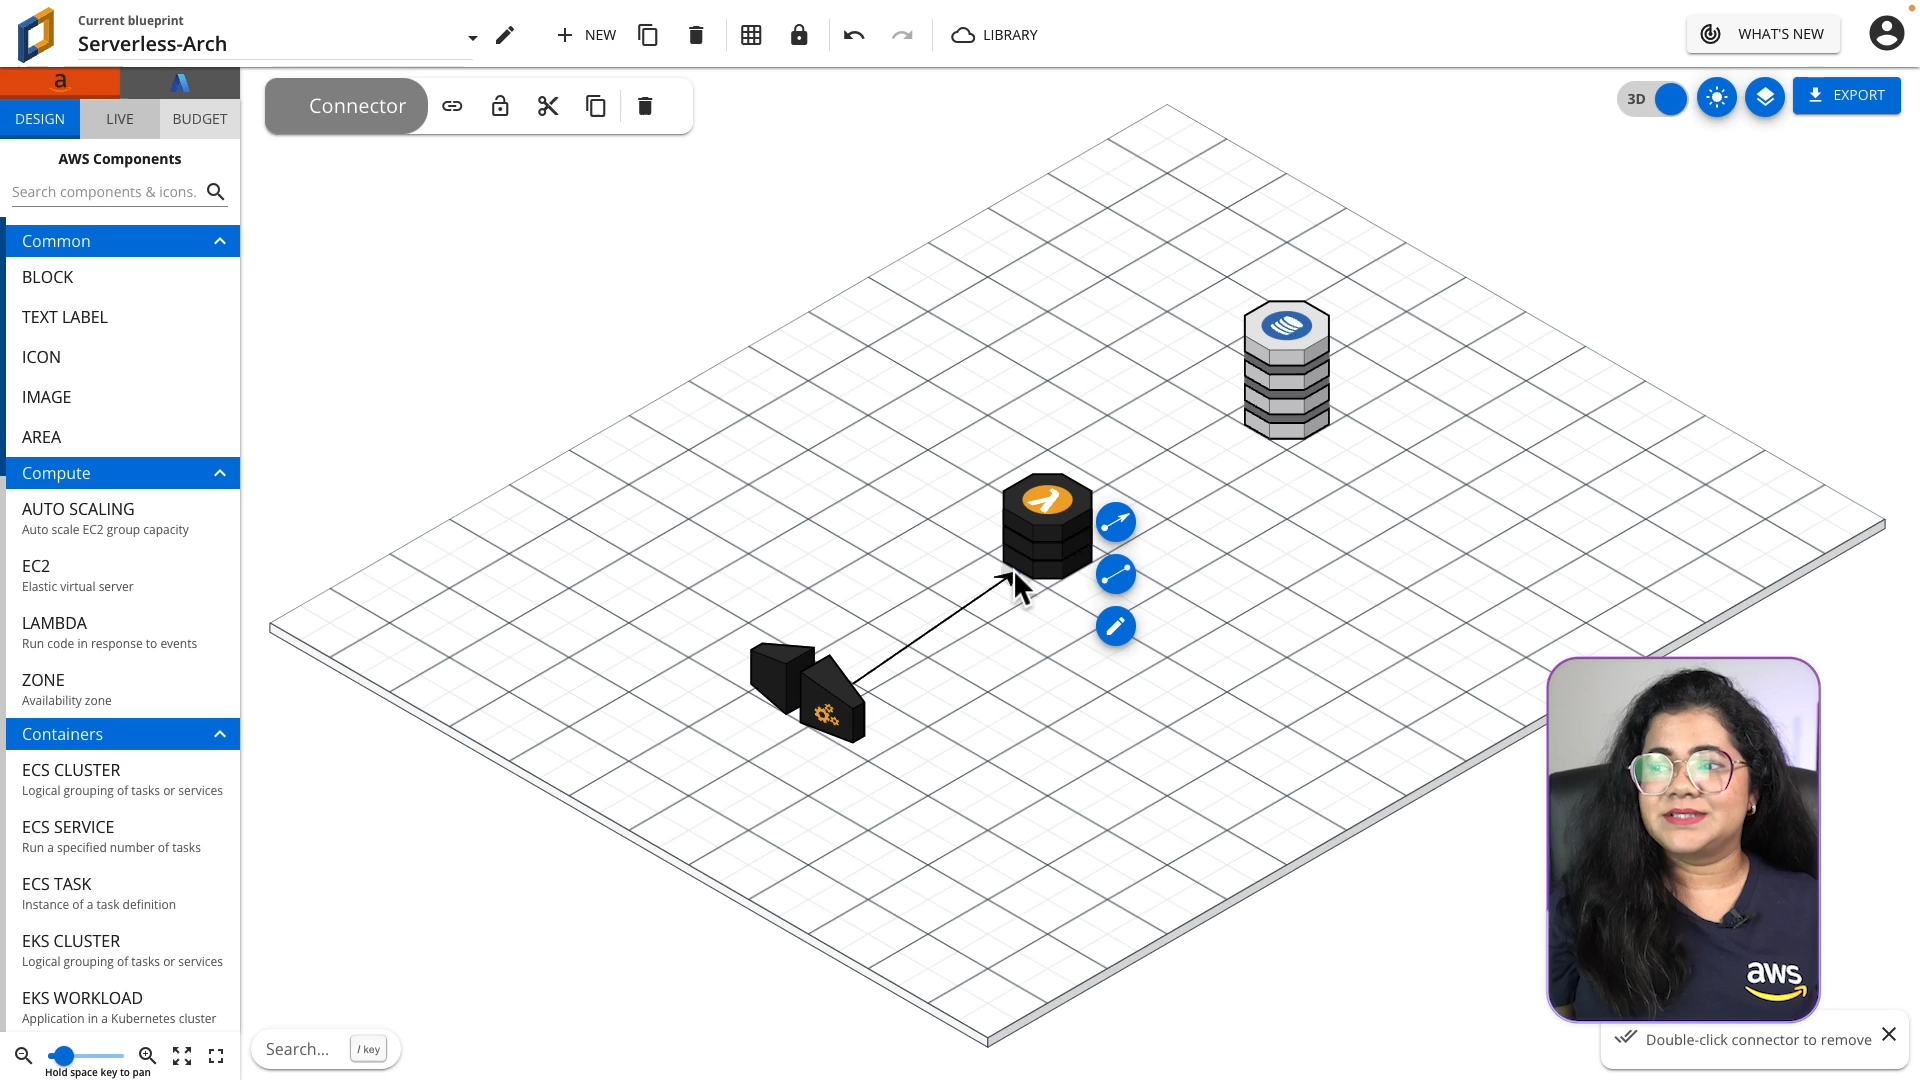 Current blueprint
Serverless-Arch
NEW
LIBRARY
WHAT'S NEW
a
DESIGN
LIVE
BUDGET
Connector
3D
EXPORT
AWS Components
Search components & icons.
Common
BLOCK
TEXT LABEL
ICON
IMAGE
AREA
Compute
AUTO SCALING
Auto scale EC2 group capacity
EC2
Elastic virtual server
LAMBDA
Run code in response to events
ZONE
Availability zone
Containers
ECS CLUSTER
Logical grouping of tasks or services
ECS SERVICE
Run a specified number of tasks
ECS TASK
Instance of a task definition
EKS CLUSTER
Logical grouping of tasks or services
EKS WORKLOAD
Application in a Kubernetes cluster
Hold space key to pan
Search...
/ key
aws
Double-click connector to remove